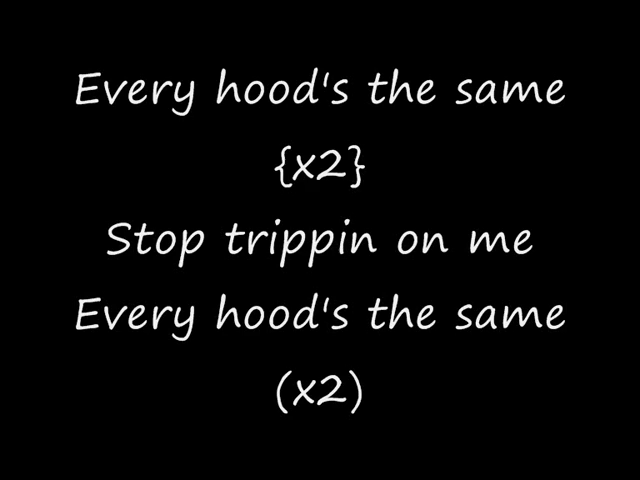 Every hood's the same
{x2}
Stop trippin on me
Every hood's the same
(x2)